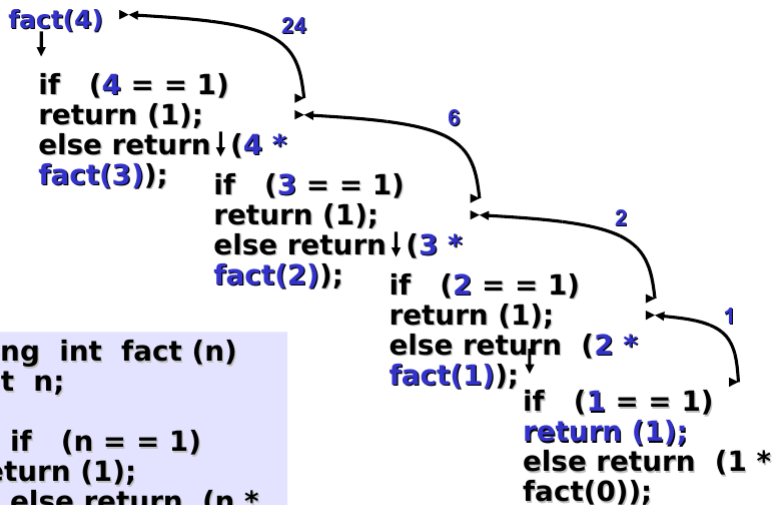 fact(4)
24
if (4 = = 1)
return (1);
else return (4 *
fact(3));
6
if (3 = = 1)
return (1);
else return (3 *
fact(2));
2
if (2 = = 1)
return (1);
else return (2 *
fact(1));
1
if (1 = = 1)
return (1);
else return (1 *
fact(0));
ng int fact (n)
t n;
if (n = = 1)
eturn (1);
else return (n *